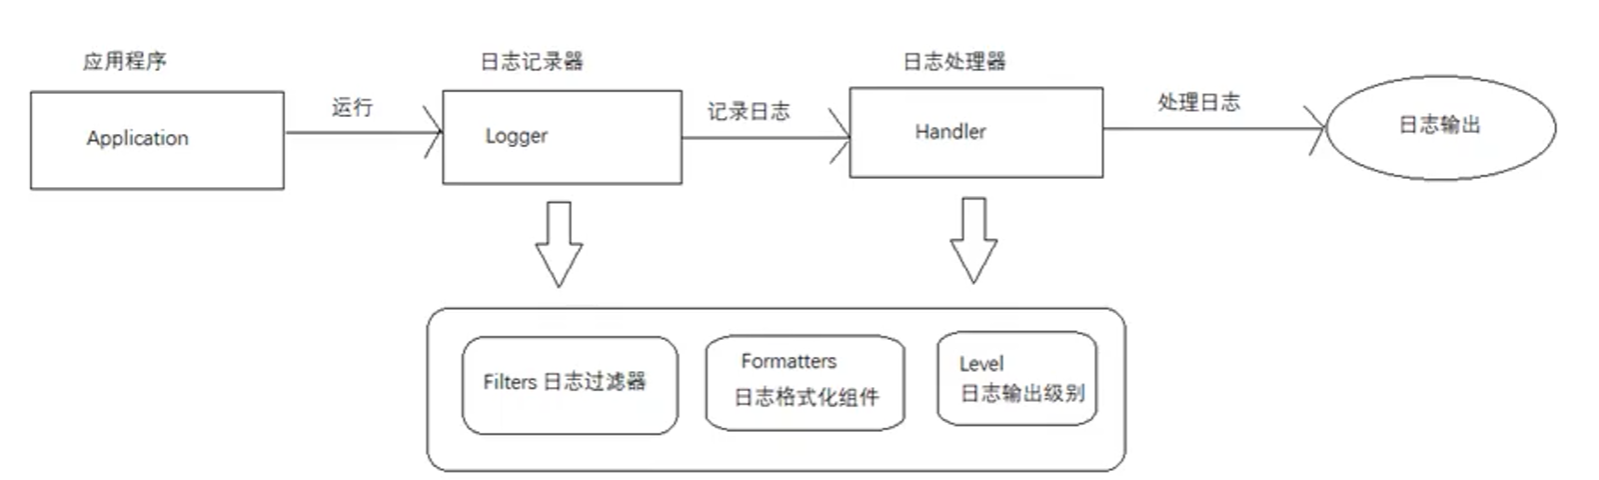 应用程序
日志记录器
日志处理器
运行
记录日志
处理日志
Application
Logger
Handler
日志输出
Filters 日志过滤器
Formatters
日志格式化组件
Level
日志输出级别